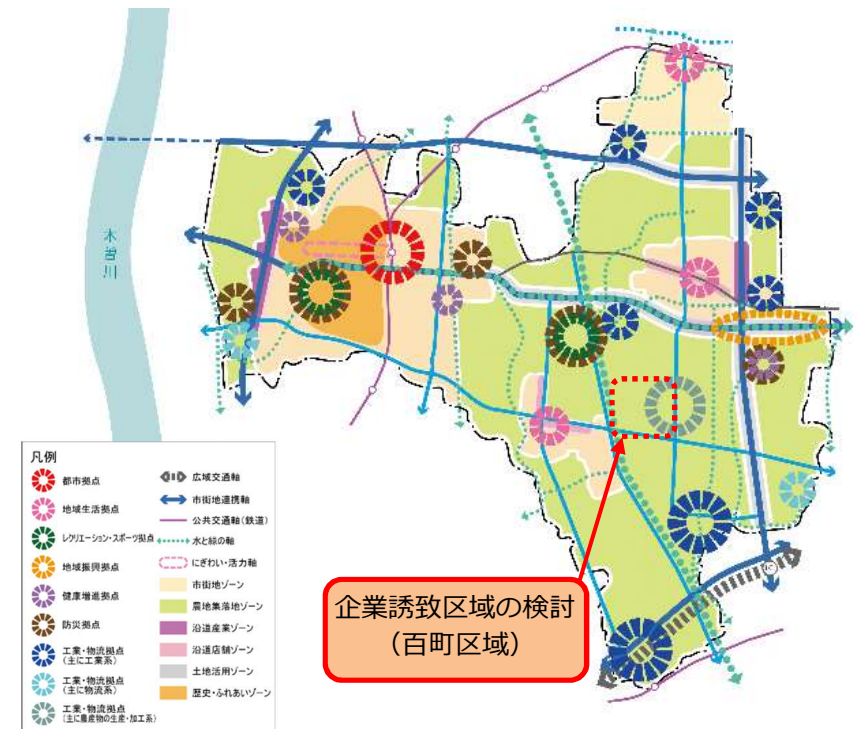 木曽川
IC
企業誘致区域の検討
(百町区域)
凡例
都市拠点
地域生活拠点
レクリエーション・スポーツ拠点
地域振興拠点
健康増進拠点
防災拠点
工業・物流拠点
(主に工業系)
工業・物流拠点
(主に物流系)
工業・物流拠点
(主に農産物の生産・加工系)
広域交通軸
市街地連携軸
公共交通軸(鉄道)
水と緑の軸
にぎわい・活力軸
市街地ゾーン
農地集落地ゾーン
沿道産業ゾーン
沿道店舗ゾーン
土地活用ゾーン
歴史・ふれあいゾーン